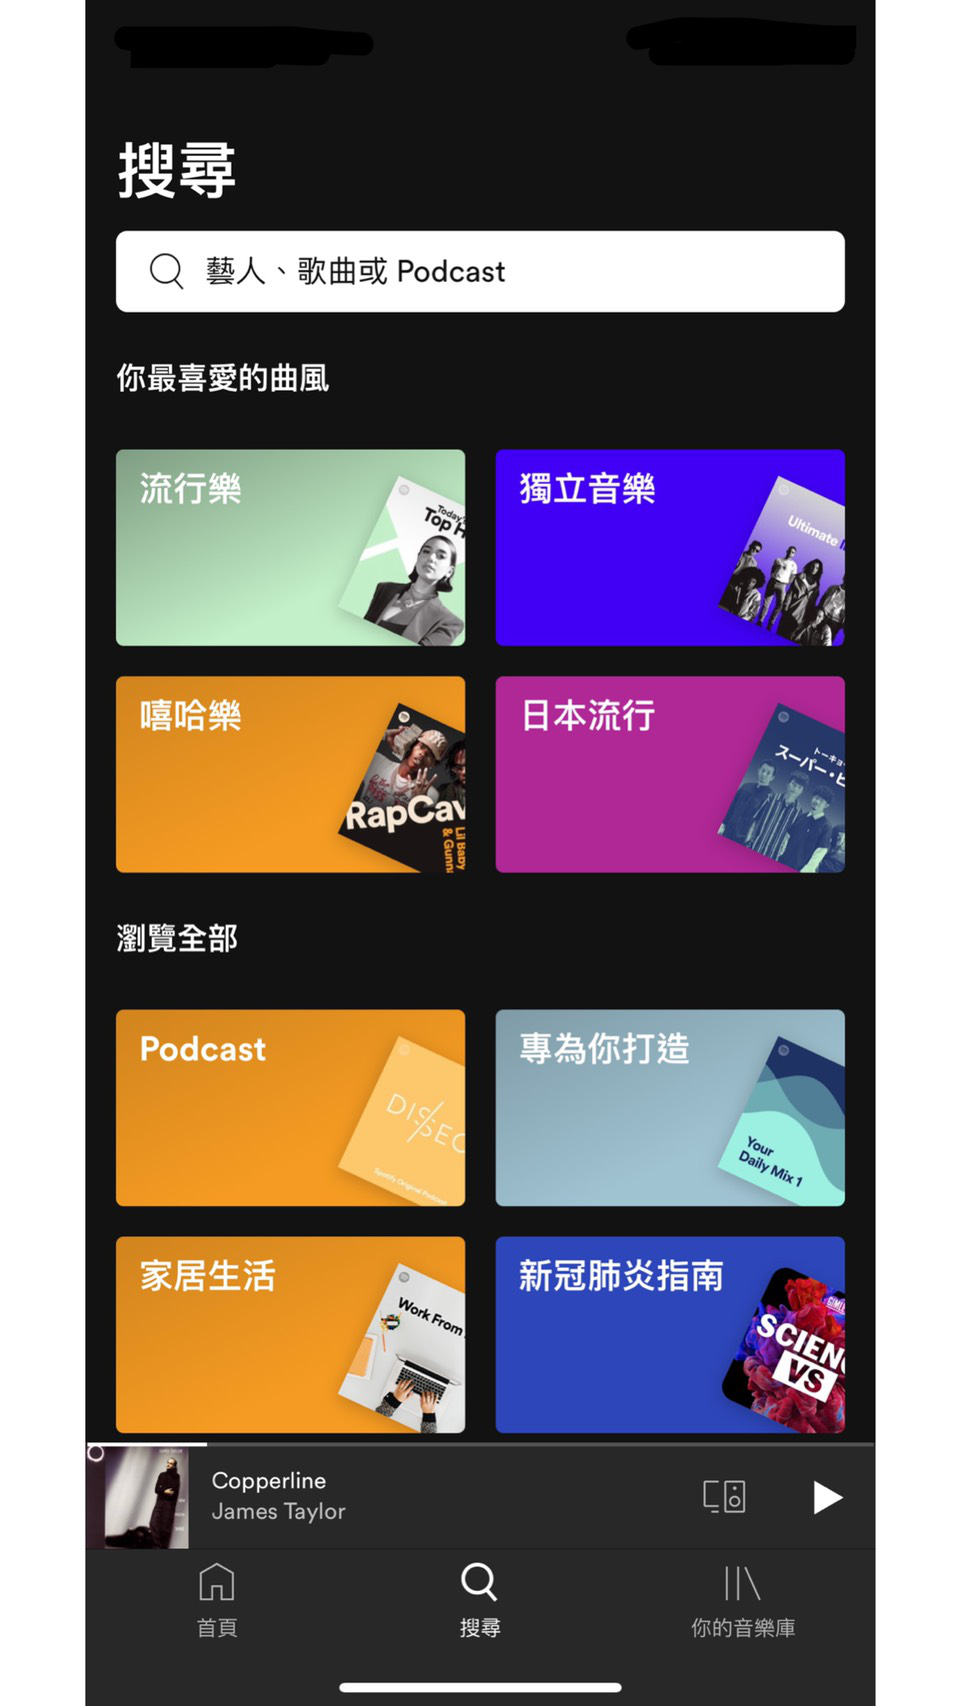 搜尋
藝人、歌曲或 Podcast
你最喜愛的曲風
流行樂
Today's
Top H
獨立音樂
Ultimate
嘻哈樂
RapCav
Lil Baby
& Gunn
日本流行
トーキョ
スーパー・ヒ
瀏覽全部
Podcast
DISSEC
Spotify Original Podcast
專為你打造
Your
Daily Mix 1
家居生活
Work From
新冠肺炎指南
GIML
SCIEN
VS
Copperline
James Taylor
首頁
搜尋
你的音樂庫